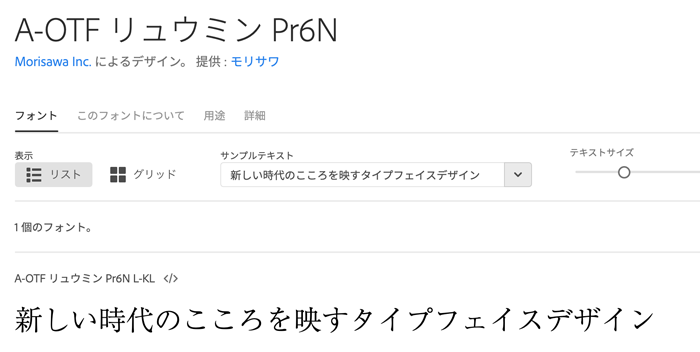 A-OTF リュウミン Pr6N
Morisawa Inc. によるデザイン。 提供 : モリサワ
フォント このフォントについて 用途 詳細
表示 サンプルテキスト テキストサイズ
リスト グリッド 新しい時代のこころを映すタイプフェイスデザイン
1 個のフォント。
A-OTF リュウミン Pr6N L-KL </>
新しい時代のこころを映すタイプフェイスデザイン